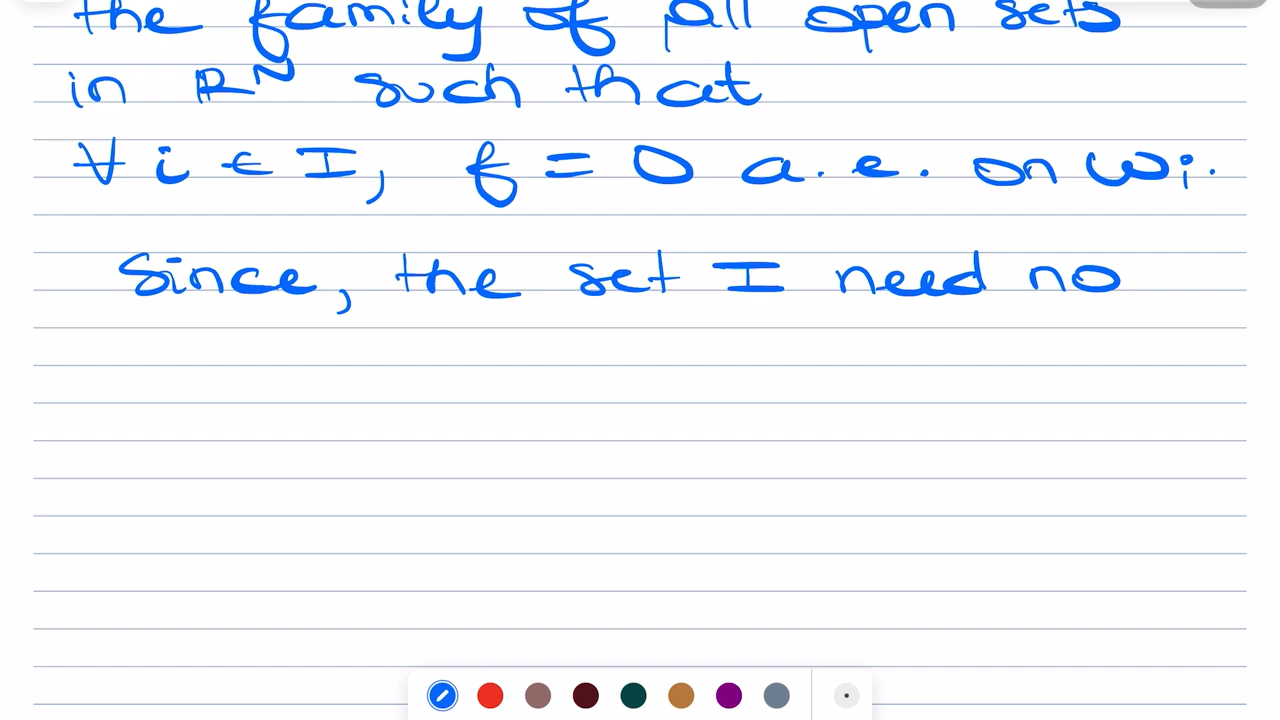 the family of all open sets
in ℝᴺ such that
∀ i ∈ I, f = 0 a.e. on ωᵢ.
Since, the set I need no